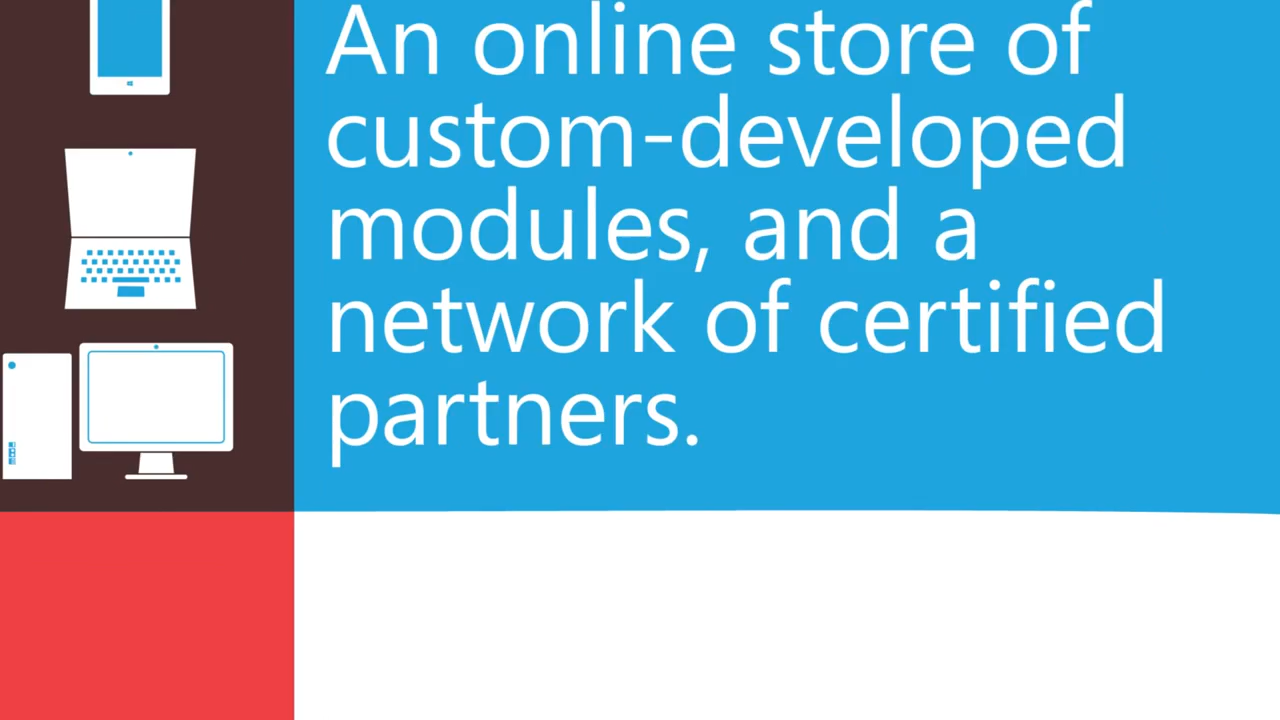 An online store of
custom-developed
modules, and a
network of certified
partners.